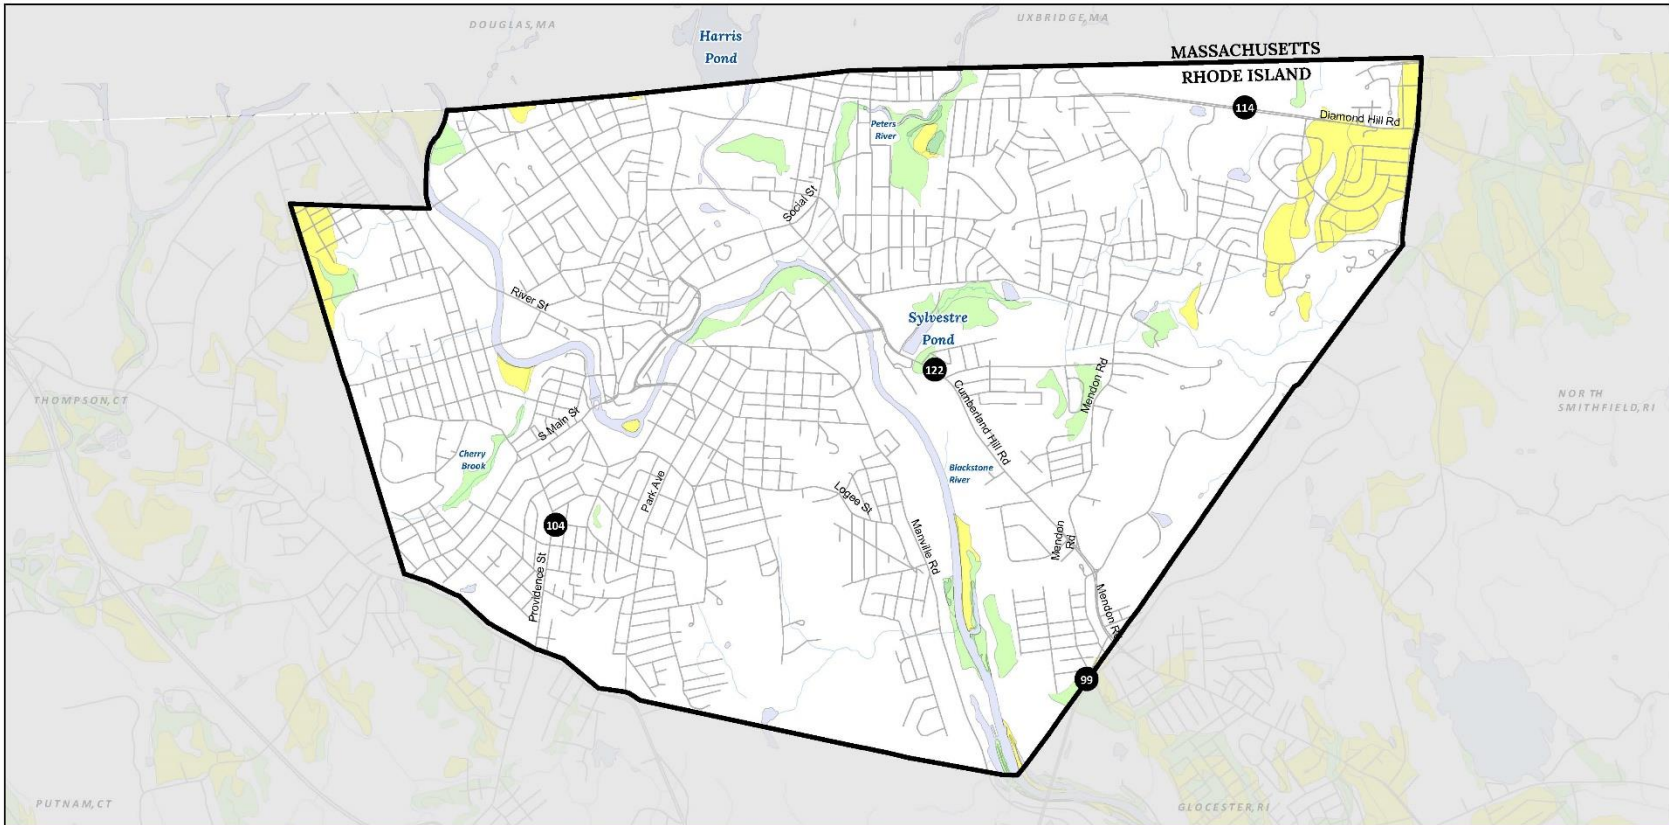 DOUGLAS,MA
UXBRIDGE,MA
Harris
Pond
MASSACHUSETTS
RHODE ISLAND
114
Diamond Hill Rd
Peters
River
Social St
River St
Sylvestre
Pond
122
THOMPSON,CT
NORTH
SMITHFIELD,RI
Mendon Rd
Cumberland Hill Rd
S Main St
Cherry
Brook
Blackstone
River
Park Ave
Logee St
104
Manville Rd
Mendon
Rd
Providence St
Mendon Rd
99
PUTNAM,CT
GLOCESTER,RI